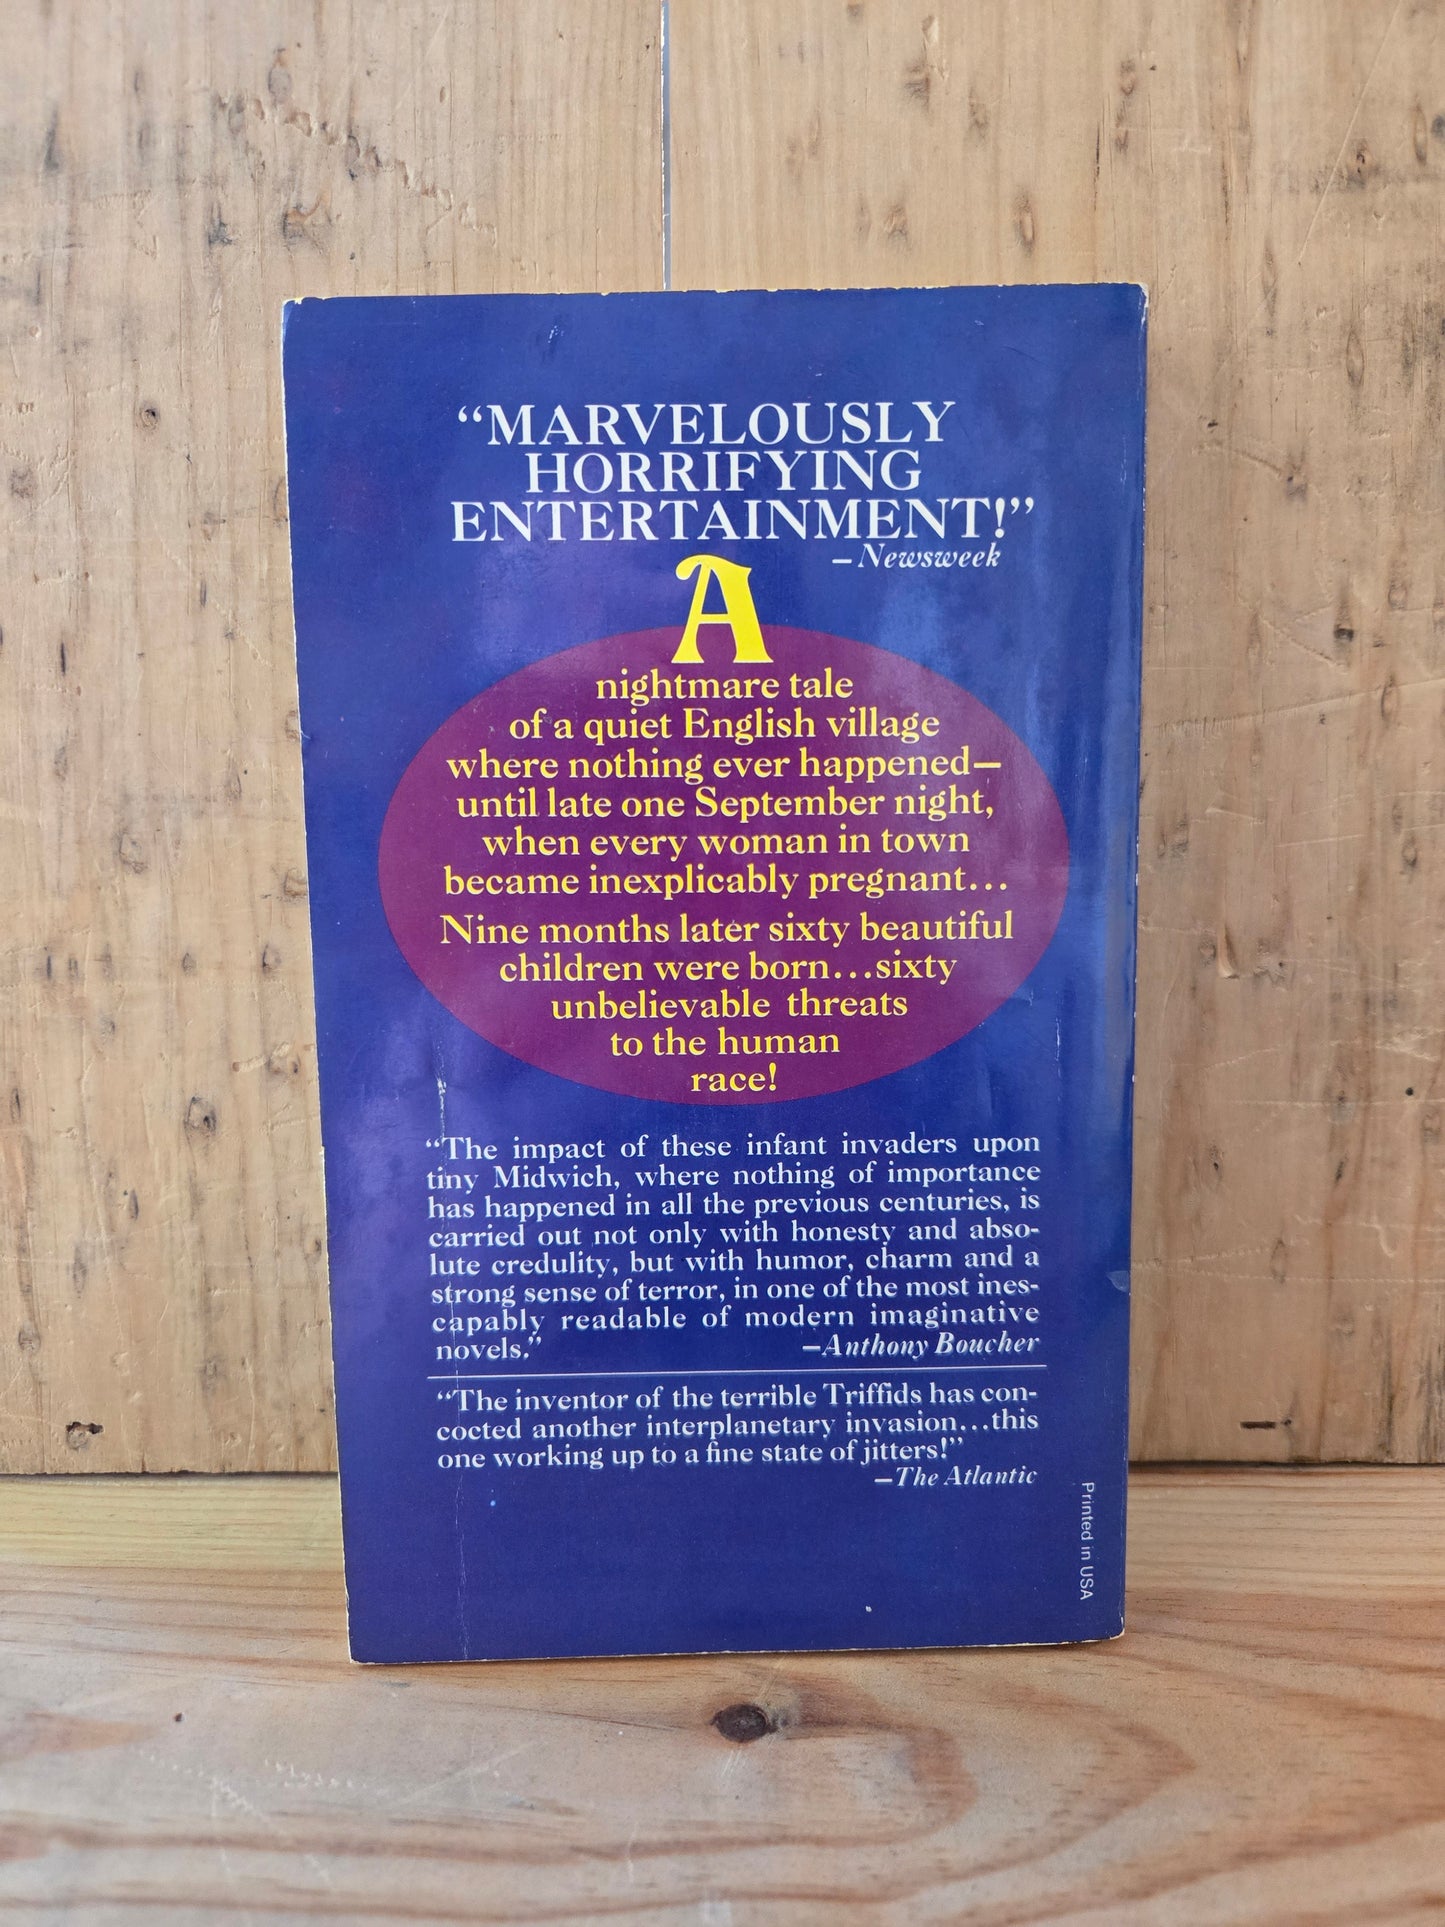 “MARVELOUSLY
HORRIFYING
ENTERTAINMENT!”
—Newsweek
A
nightmare tale
of a quiet English village
where nothing ever happened—
until late one September night,
when every woman in town
became inexplicably pregnant...
Nine months later sixty beautiful
children were born...sixty
unbelievable threats
to the human
race!
“The impact of these infant invaders upon
tiny Midwich, where nothing of importance
has happened in all the previous centuries, is
carried out not only with honesty and abso-
lute credulity, but with humor, charm and a
strong sense of terror, in one of the most ines-
capably readable of modern imaginative
novels.” —Anthony Boucher
“The inventor of the terrible Triffids has con-
cocted another interplanetary invasion...this
one working up to a fine state of jitters!”
—The Atlantic
Printed in USA